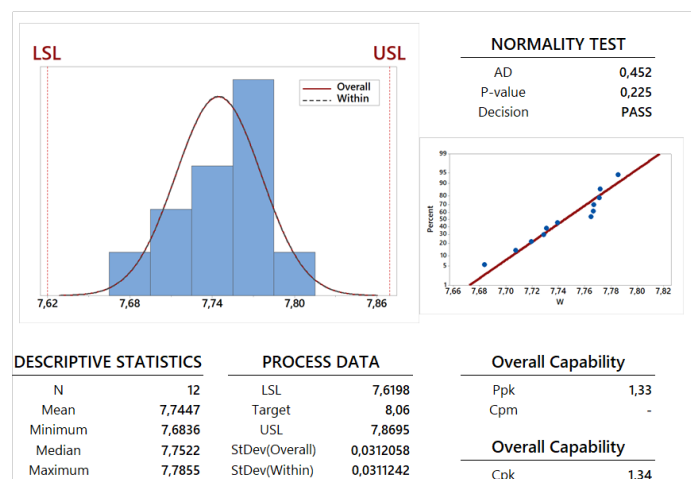 LSL
USL
Overall
Within
7,62 7,68 7,74 7,80 7,86
NORMALITY TEST
AD 0,452
P-value 0,225
Decision PASS
99
95
90
80
70
60
50
40
30
20
10
5
1
Percent
7,66 7,68 7,70 7,72 7,74 7,76 7,78 7,80 7,82
W
DESCRIPTIVE STATISTICS
N 12
Mean 7,7447
Minimum 7,6836
Median 7,7522
Maximum 7,7855
PROCESS DATA
LSL 7,6198
Target 8,06
USL 7,8695
StDev(Overall) 0,0312058
StDev(Within) 0,0311242
Overall Capability
Ppk 1,33
Cpm -
Overall Capability
Cpk 1,34